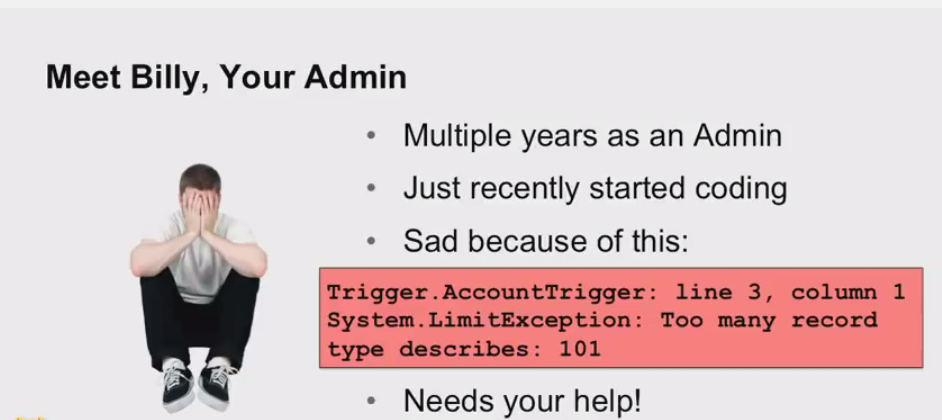 Meet Billy, Your Admin
• Multiple years as an Admin
• Just recently started coding
• Sad because of this:
Trigger.AccountTrigger: line 3, column 1
System.LimitException: Too many record
type describes: 101
• Needs your help!